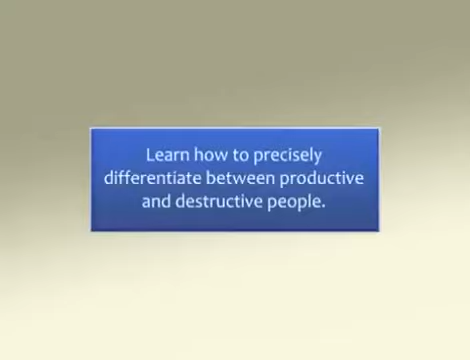 Learn how to precisely
differentiate between productive
and destructive people.